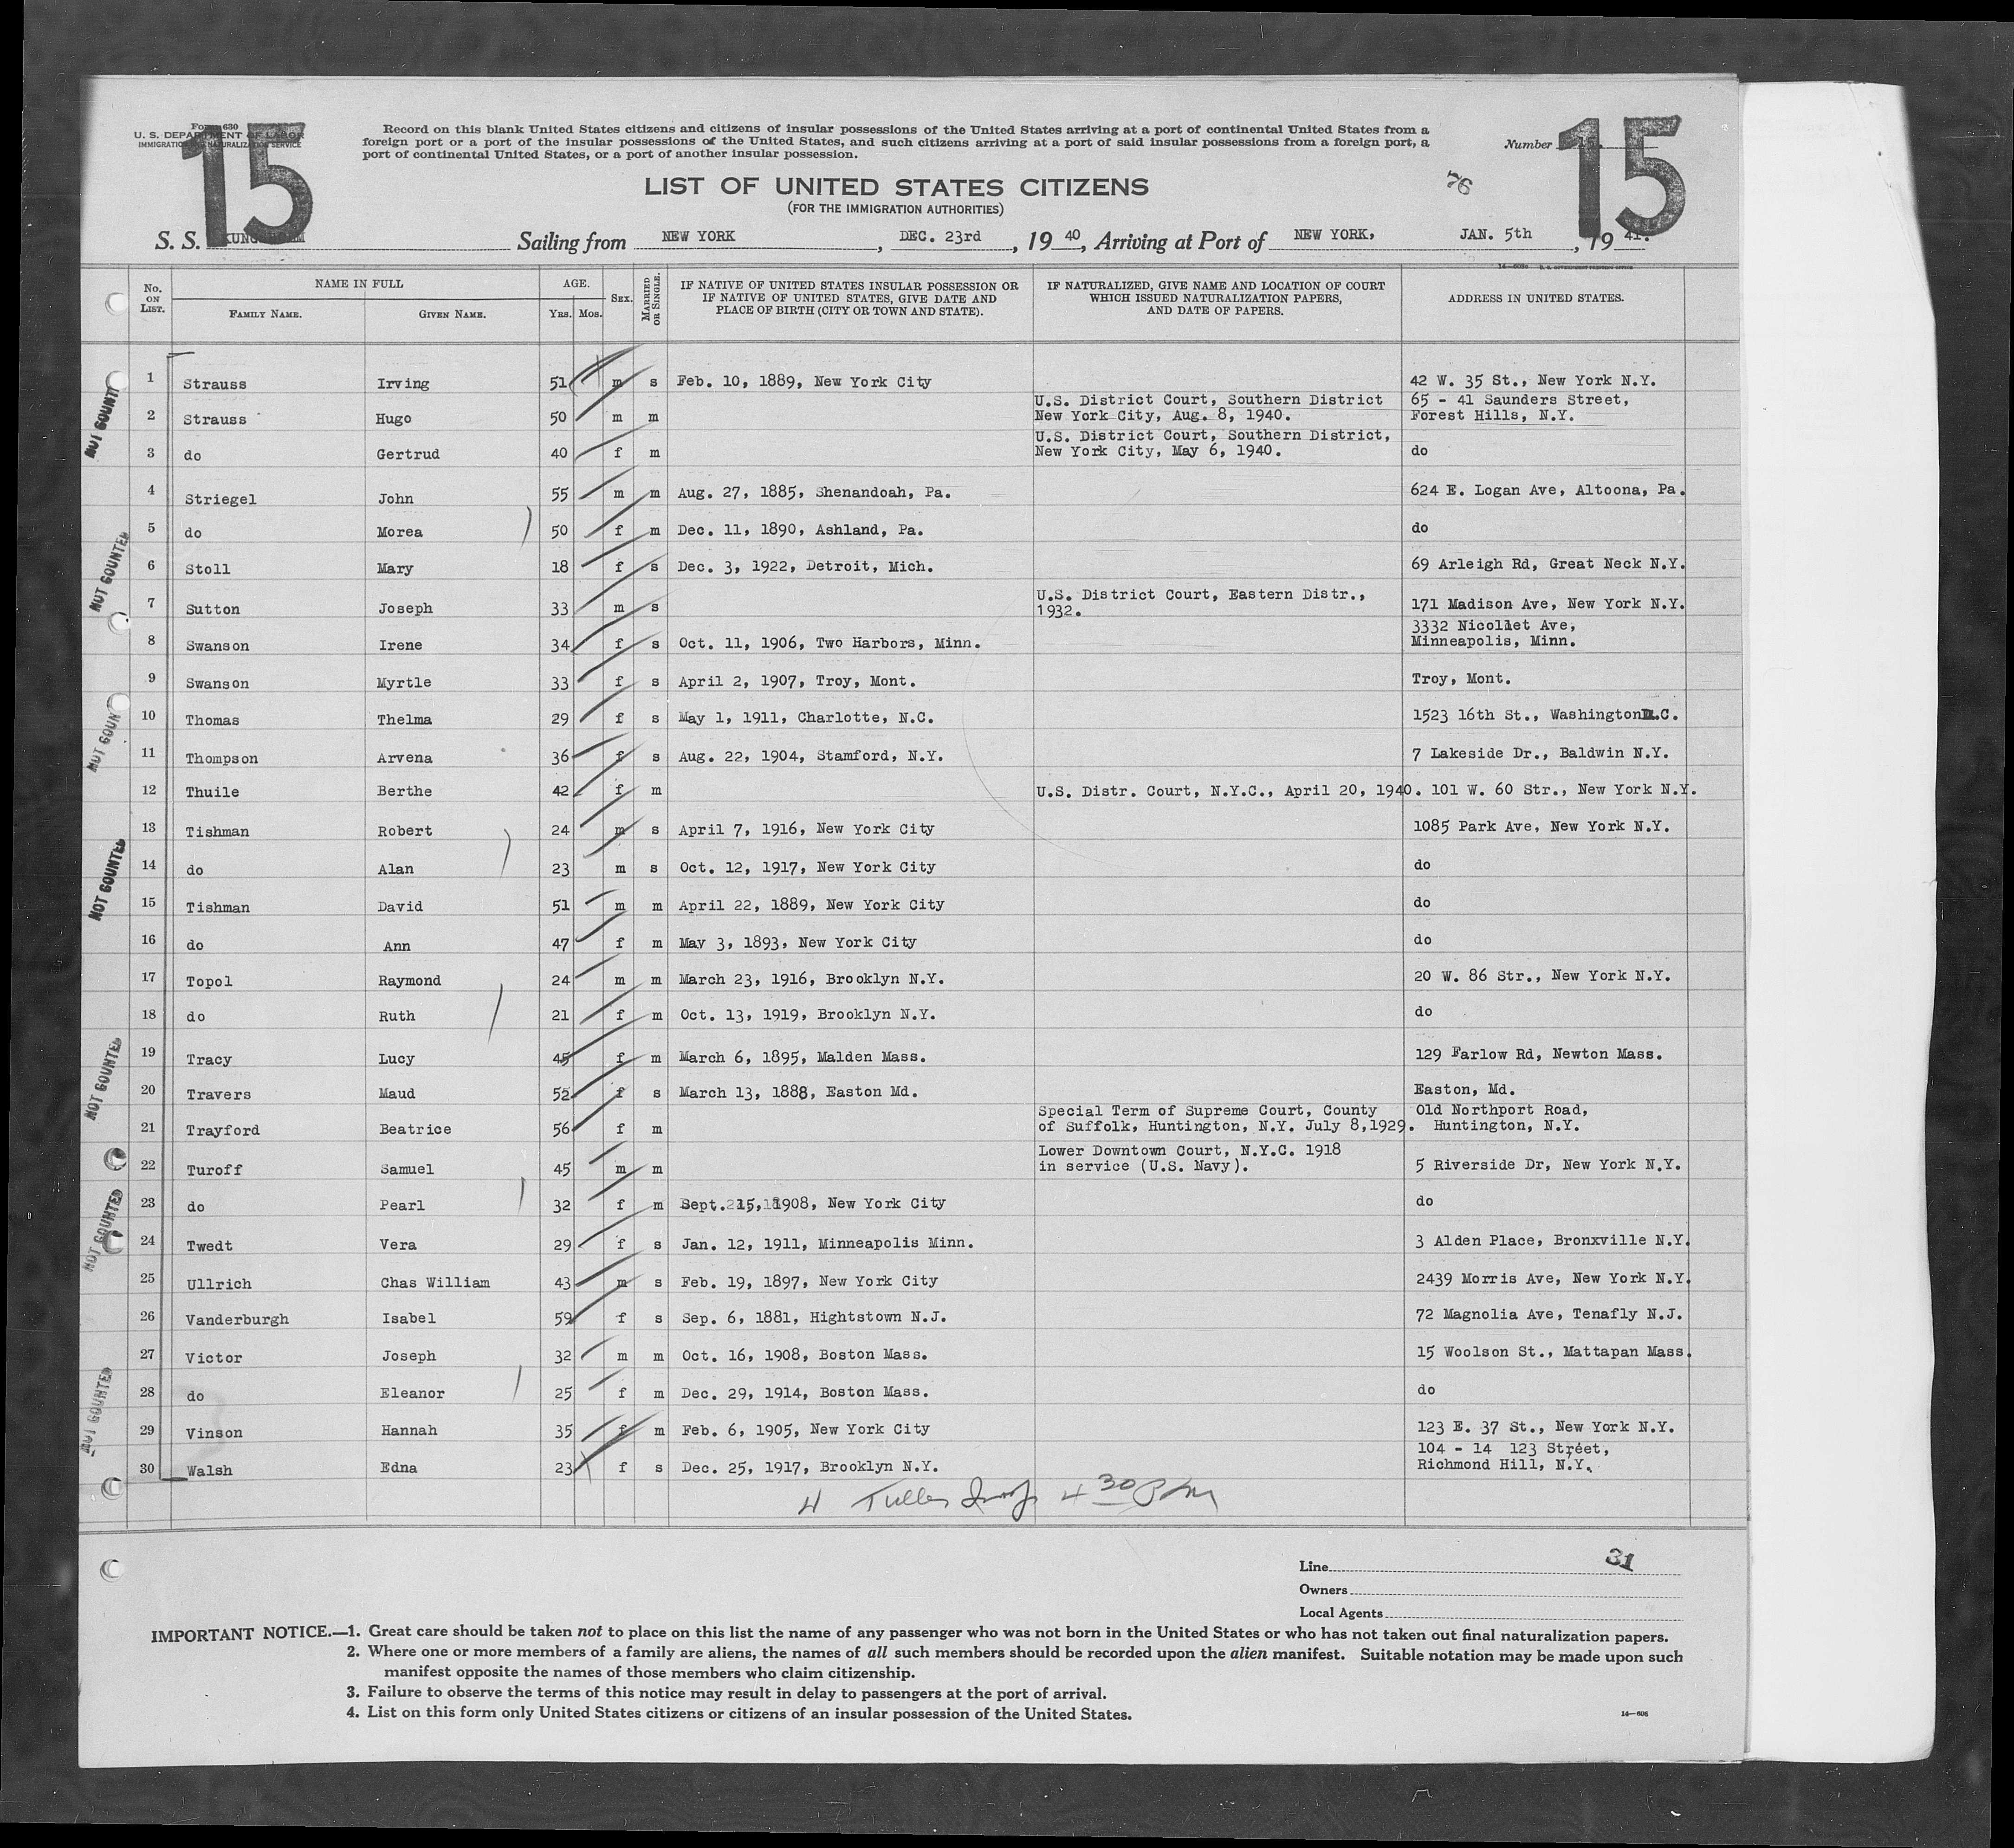 15
15
Form 630
U. S. DEPARTMENT OF LABOR
IMMIGRATION AND NATURALIZATION SERVICE
Record on this blank United States citizens and citizens of insular possessions of the United States arriving at a port of continental United States from a
foreign port or a port of the insular possessions of the United States, and such citizens arriving at a port of said insular possessions from a foreign port, a
port of continental United States, or a port of another insular possession.
Number
LIST OF UNITED STATES CITIZENS
(FOR THE IMMIGRATION AUTHORITIES)
76
S. S. Sailing from NEW YORK, DEC. 23rd, 19 40, Arriving at Port of NEW YORK, JAN. 5th, 19 41.
No. ON LIST. NAME IN FULL AGE. SEX. MARRIED OR SINGLE. IF NATIVE OF UNITED STATES INSULAR POSSESSION OR IF NATIVE OF UNITED STATES, GIVE DATE AND PLACE OF BIRTH (CITY OR TOWN AND STATE). IF NATURALIZED, GIVE NAME AND LOCATION OF COURT WHICH ISSUED NATURALIZATION PAPERS, AND DATE OF PAPERS. ADDRESS IN UNITED STATES.
FAMILY NAME. GIVEN NAME. YRS. MOS.
1 Strauss Irving 51 m s Feb. 10, 1889, New York City 42 W. 35 St., New York N.Y.
2 Strauss Hugo 50 m m U.S. District Court, Southern District New York City, Aug. 8, 1940. 65 - 41 Saunders Street, Forest Hills, N.Y.
3 do Gertrud 40 f m U.S. District Court, Southern District, New York City, May 6, 1940. do
4 Striegel John 55 m m Aug. 27, 1885, Shenandoah, Pa. 624 E. Logan Ave, Altoona, Pa.
5 do Morea 50 f m Dec. 11, 1890, Ashland, Pa. do
6 Stoll Mary 18 f s Dec. 3, 1922, Detroit, Mich. 69 Arleigh Rd, Great Neck N.Y.
7 Sutton Joseph 33 m s U.S. District Court, Eastern Distr., 1932. 171 Madison Ave, New York N.Y.
8 Swanson Irene 34 f s Oct. 11, 1906, Two Harbors, Minn. 3332 Nicollet Ave, Minneapolis, Minn.
9 Swanson Myrtle 33 f s April 2, 1907, Troy, Mont. Troy, Mont.
10 Thomas Thelma 29 f s May 1, 1911, Charlotte, N.C. 1523 16th St., Washington D.C.
11 Thompson Arvena 36 f s Aug. 22, 1904, Stamford, N.Y. 7 Lakeside Dr., Baldwin N.Y.
12 Thuile Berthe 42 f m U.S. Distr. Court, N.Y.C., April 20, 1940. 101 W. 60 Str., New York N.Y.
13 Tishman Robert 24 m s April 7, 1916, New York City 1085 Park Ave, New York N.Y.
14 do Alan 23 m s Oct. 12, 1917, New York City do
15 Tishman David 51 m m April 22, 1889, New York City do
16 do Ann 47 f m May 3, 1893, New York City do
17 Topol Raymond 24 m m March 23, 1916, Brooklyn N.Y. 20 W. 86 Str., New York N.Y.
18 do Ruth 21 f m Oct. 13, 1919, Brooklyn N.Y. do
19 Tracy Lucy 45 f m March 6, 1895, Malden Mass. 129 Farlow Rd, Newton Mass.
20 Travers Maud 52 f s March 13, 1888, Easton Md. Easton, Md.
21 Trayford Beatrice 56 f m Special Term of Supreme Court, County of Suffolk, Huntington, N.Y. July 8,1929. Old Northport Road, Huntington, N.Y.
22 Turoff Samuel 45 m m Lower Downtown Court, N.Y.C. 1918 in service (U.S. Navy). 5 Riverside Dr, New York N.Y.
23 do Pearl 32 f m Sept. 15, 1908, New York City do
24 Twedt Vera 29 f s Jan. 12, 1911, Minneapolis Minn. 3 Alden Place, Bronxville N.Y.
25 Ullrich Chas William 43 m s Feb. 19, 1897, New York City 2439 Morris Ave, New York N.Y.
26 Vanderburgh Isabel 59 f s Sep. 6, 1881, Hightstown N.J. 72 Magnolia Ave, Tenafly N.J.
27 Victor Joseph 32 m m Oct. 16, 1908, Boston Mass. 15 Woolson St., Mattapan Mass.
28 do Eleanor 25 f m Dec. 29, 1914, Boston Mass. do
29 Vinson Hannah 35 f m Feb. 6, 1905, New York City 123 E. 37 St., New York N.Y.
30 Walsh Edna 23 f s Dec. 25, 1917, Brooklyn N.Y. 104 - 14 123 Street, Richmond Hill, N.Y.
NOT COUNTED
NOT COUNTED
NOT COUN
NOT COUNTED
NOT COUNTED
NOT COUNTED
NOT COUNTED
4 30 PM
Line 31
Owners
Local Agents
IMPORTANT NOTICE.—1. Great care should be taken not to place on this list the name of any passenger who was not born in the United States or who has not taken out final naturalization papers.
2. Where one or more members of a family are aliens, the names of all such members should be recorded upon the alien manifest. Suitable notation may be made upon such
manifest opposite the names of those members who claim citizenship.
3. Failure to observe the terms of this notice may result in delay to passengers at the port of arrival.
4. List on this form only United States citizens or citizens of an insular possession of the United States.
14—608